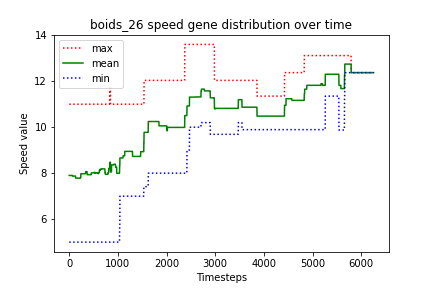 boids_26 speed gene distribution over time
max
mean
min
Speed value
14
12
10
8
6
0
1000
2000
3000
4000
5000
6000
Timesteps